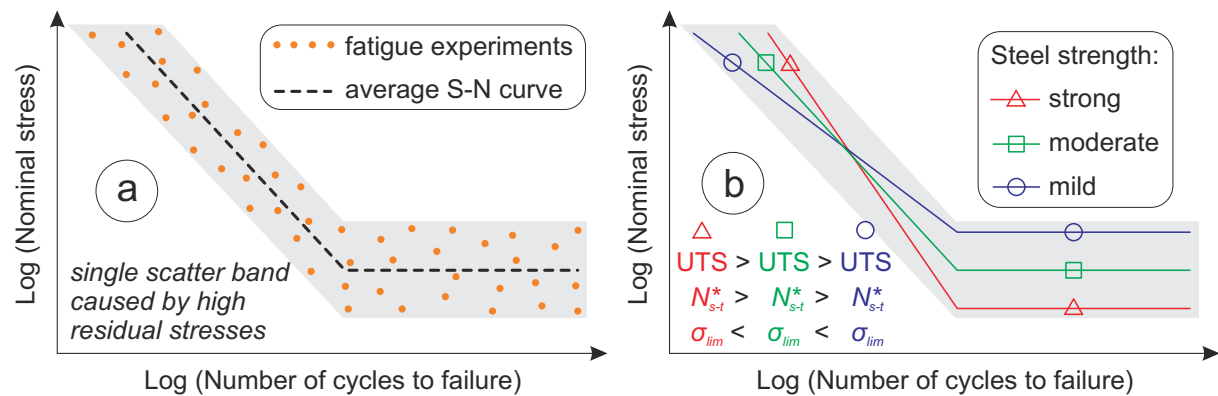 Log (Nominal stress)
fatigue experiments
average S-N curve
a
single scatter band
caused by high
residual stresses
Log (Number of cycles to failure)
Log (Nominal stress)
Steel strength:
strong
moderate
mild
b
UTS > UTS > UTS
N*s-t > N*s-t > N*s-t
σlim < σlim < σlim
Log (Number of cycles to failure)